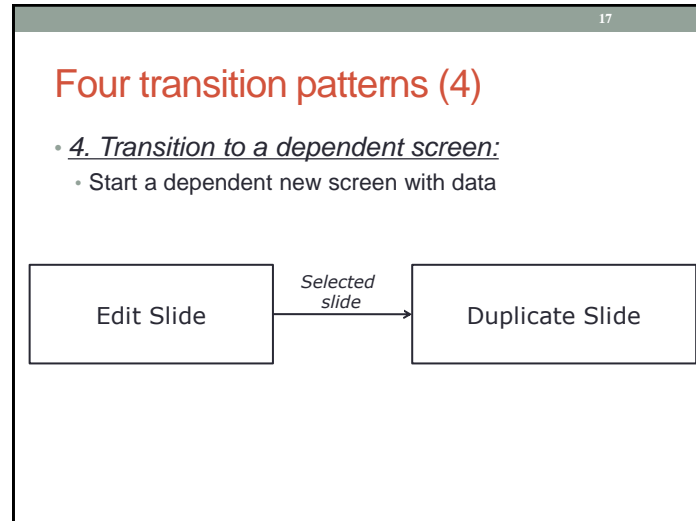 17
Four transition patterns (4)
• 4. Transition to a dependent screen:
• Start a dependent new screen with data
Selected
slide
Edit Slide
Duplicate Slide